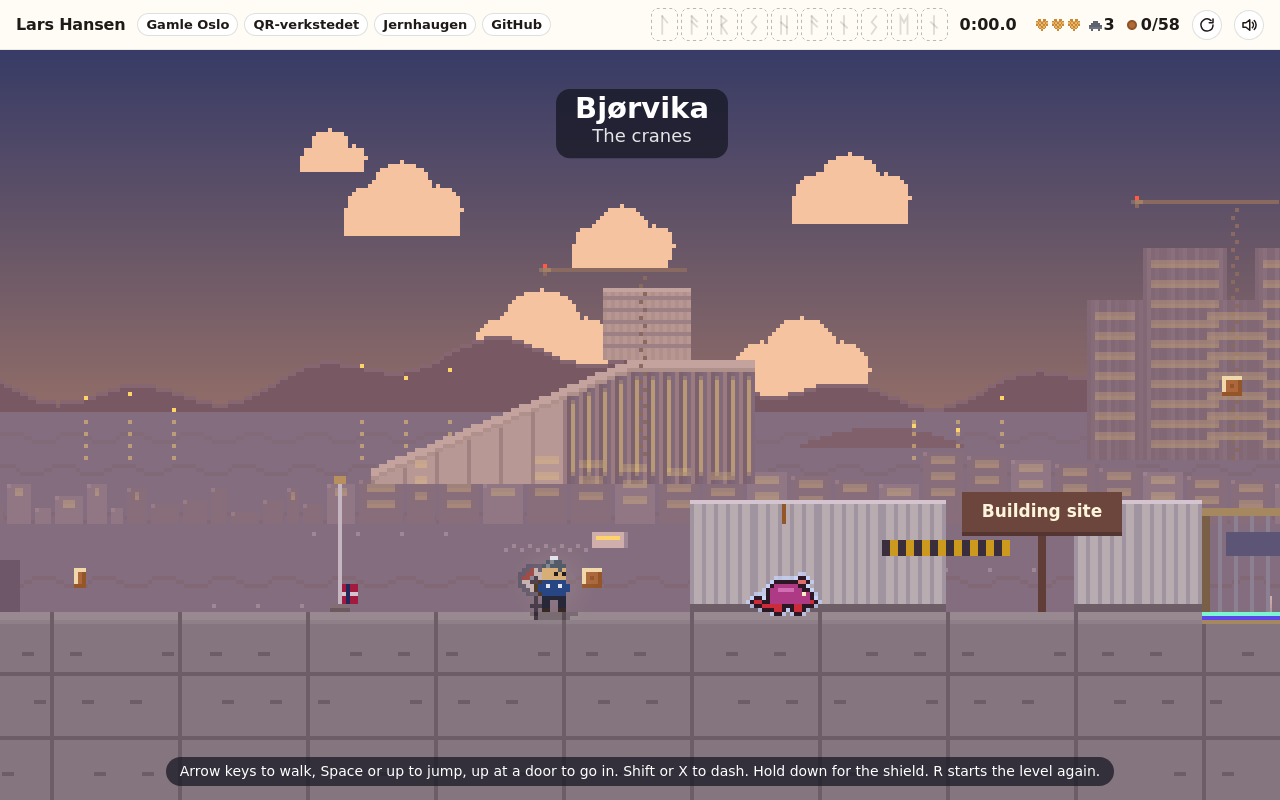 Lars Hansen
Gamle Oslo
QR-verkstedet
Jernhaugen
GitHub
ᛚ ᚨ ᚱ ᛊ ᚺ ᚨ ᚾ ᛊ ᛖ ᚾ
0:00.0
3
0/58
Bjørvika
The cranes
Building site
Arrow keys to walk, Space or up to jump, up at a door to go in. Shift or X to dash. Hold down for the shield. R starts the level again.